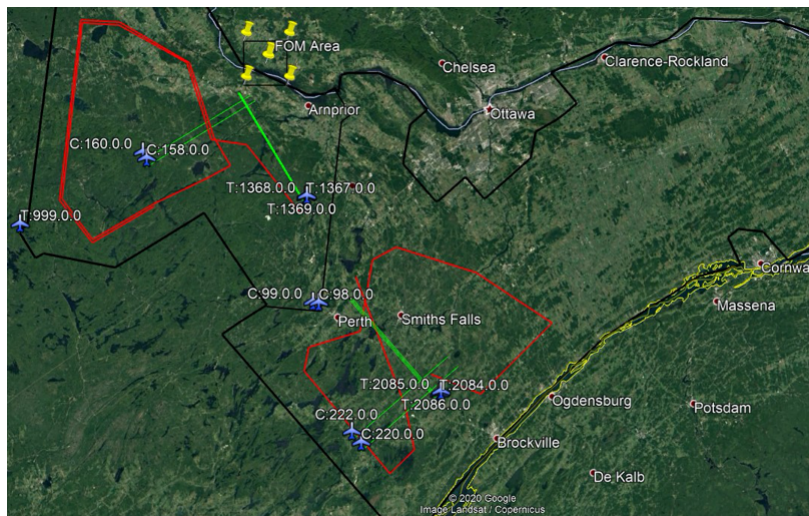 FOM Area
Chelsea
Clarence-Rockland
Arnprior
Ottawa
C:160.0.0
C:158.0.0
T:1368.0.0
T:1367.0.0
T:1369.0.0
T:999.0.0
Cornwa
C:99.0.0
C:98.0.0
Massena
Perth
Smiths Falls
T:2085.0.0
T:2084.0.0
T:2086.0.0
Ogdensburg
Potsdam
C:222.0.0
C:220.0.0
Brockville
De Kalb
© 2020 Google
Image Landsat / Copernicus